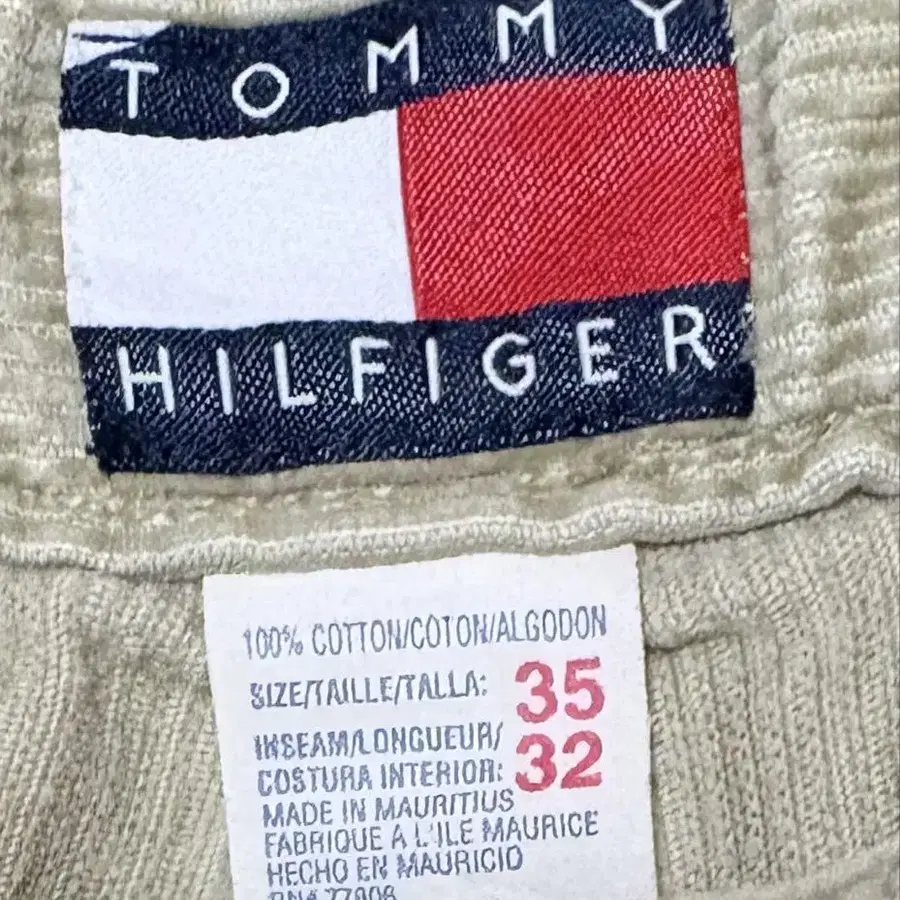 TOMMY
HILFIGER
100% COTTON/COTON/ALGODON
SIZE/TAILLE/TALLA: 35
INSEAM/LONGUEUR/
COSTURA INTERIOR: 32
MADE IN MAURITIUS
FABRIQUE A L'ILE MAURICE
HECHO EN MAURICIO